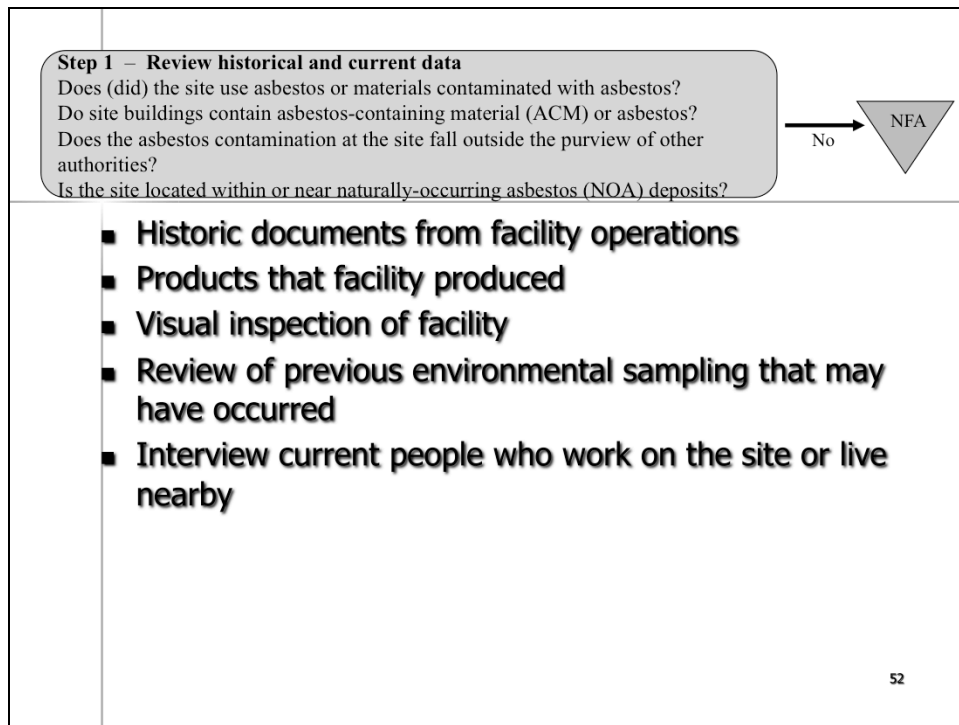 Step 1 – Review historical and current data
Does (did) the site use asbestos or materials contaminated with asbestos?
Do site buildings contain asbestos-containing material (ACM) or asbestos?
Does the asbestos contamination at the site fall outside the purview of other
authorities?
Is the site located within or near naturally-occurring asbestos (NOA) deposits?
No
NFA
■ Historic documents from facility operations
■ Products that facility produced
■ Visual inspection of facility
■ Review of previous environmental sampling that may
have occurred
■ Interview current people who work on the site or live
nearby
52